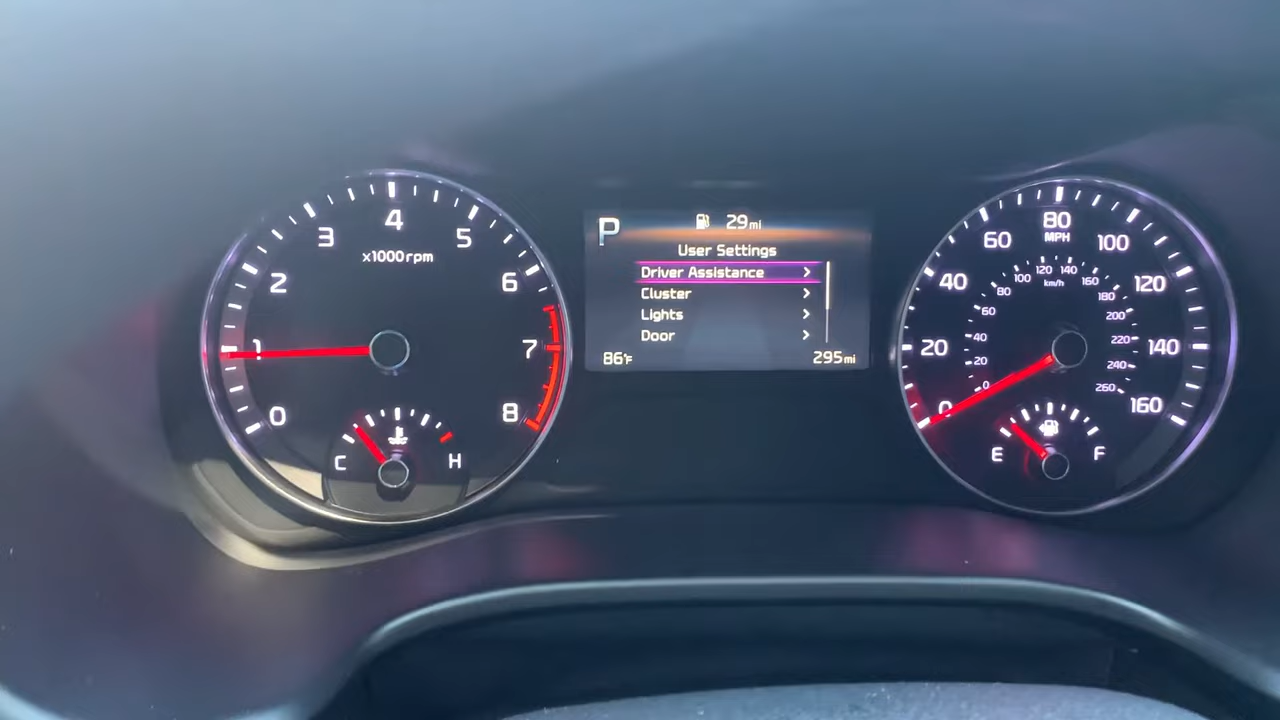 4
3
5
x1000rpm
2
6
1
7
0
8
C
H
P
29mi
User Settings
Driver Assistance
Cluster
Lights
Door
86°F
295mi
80
MPH
60
100
40
120
20
140
0
160
120
140
100
160
km/h
80
180
60
200
40
220
20
240
0
260
E
F